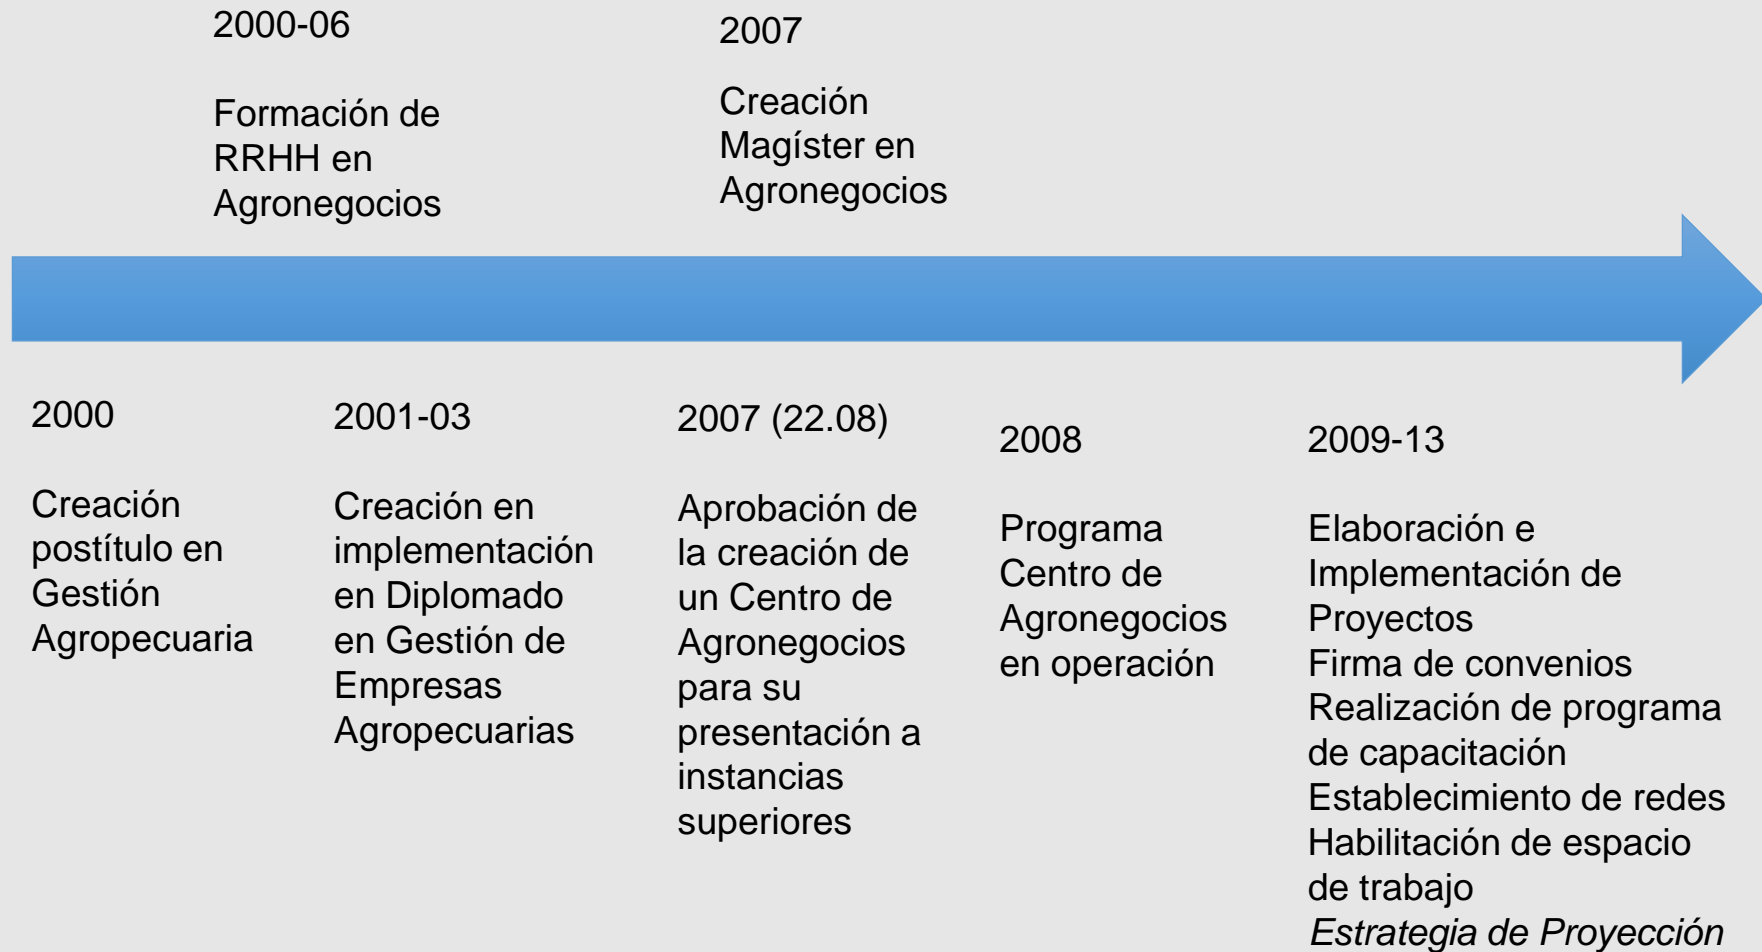 2000-06
Formación de
RRHH en
Agronegocios
2007
Creación
Magíster en
Agronegocios
2000
Creación
postítulo en
Gestión
Agropecuaria
2001-03
Creación en
implementación
en Diplomado
en Gestión de
Empresas
Agropecuarias
2007 (22.08)
Aprobación de
la creación de
un Centro de
Agronegocios
para su
presentación a
instancias
superiores
2008
Programa
Centro de
Agronegocios
en operación
2009-13
Elaboración e
Implementación de
Proyectos
Firma de convenios
Realización de programa
de capacitación
Establecimiento de redes
Habilitación de espacio
de trabajo
Estrategia de Proyección